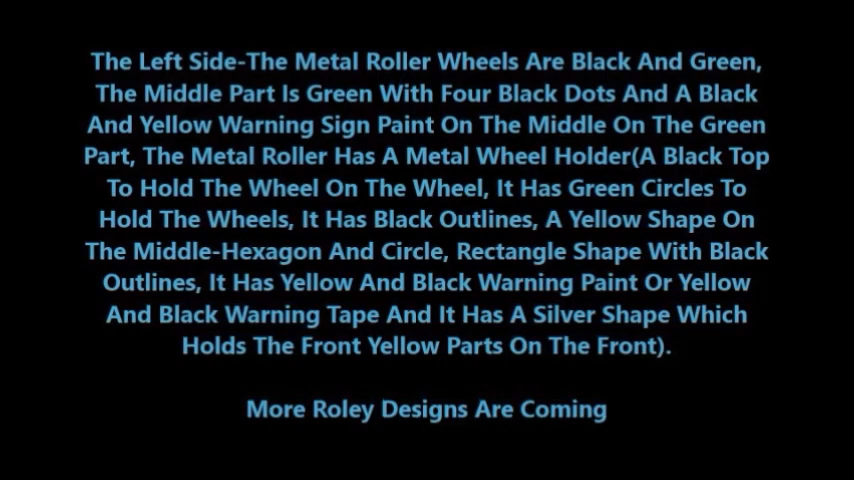 The Left Side-The Metal Roller Wheels Are Black And Green,
The Middle Part Is Green With Four Black Dots And A Black
And Yellow Warning Sign Paint On The Middle On The Green
Part, The Metal Roller Has A Metal Wheel Holder(A Black Top
To Hold The Wheel On The Wheel, It Has Green Circles To
Hold The Wheels, It Has Black Outlines, A Yellow Shape On
The Middle-Hexagon And Circle, Rectangle Shape With Black
Outlines, It Has Yellow And Black Warning Paint Or Yellow
And Black Warning Tape And It Has A Silver Shape Which
Holds The Front Yellow Parts On The Front).
More Roley Designs Are Coming